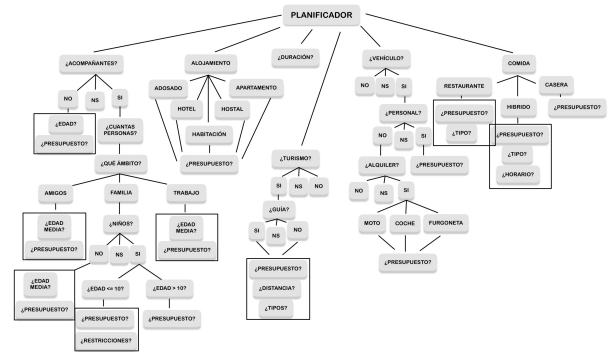 PLANIFICADOR
¿ACOMPAÑANTES?
ALOJAMIENTO
¿DURACIÓN?
¿VEHÍCULO?
COMIDA
NO
NS
SI
ADOSADO
APARTAMENTO
HOTEL
HOSTAL
HABITACIÓN
¿PRESUPUESTO?
NO
NS
SI
RESTAURANTE
CASERA
HIBRIDO
¿PRESUPUESTO?
¿EDAD?
¿PRESUPUESTO?
¿CUANTAS
PERSONAS?
¿PERSONAL?
¿PRESUPUESTO?
¿TIPO?
¿PRESUPUESTO?
¿TIPO?
¿HORARIO?
¿QUÉ ÁMBITO?
¿TURISMO?
NO
NS
SI
¿ALQUILER?
¿PRESUPUESTO?
AMIGOS
FAMILIA
TRABAJO
SI
NS
NO
NO
NS
SI
¿EDAD
MEDIA?
¿PRESUPUESTO?
¿NIÑOS?
¿EDAD
MEDIA?
¿PRESUPUESTO?
¿GUÍA?
MOTO
COCHE
FURGONETA
NO
NS
SI
SI
NS
NO
¿PRESUPUESTO?
¿EDAD
MEDIA?
¿PRESUPUESTO?
¿EDAD <= 10?
¿EDAD > 10?
¿PRESUPUESTO?
¿DISTANCIA?
¿TIPOS?
¿PRESUPUESTO?
¿RESTRICCIONES?
¿PRESUPUESTO?